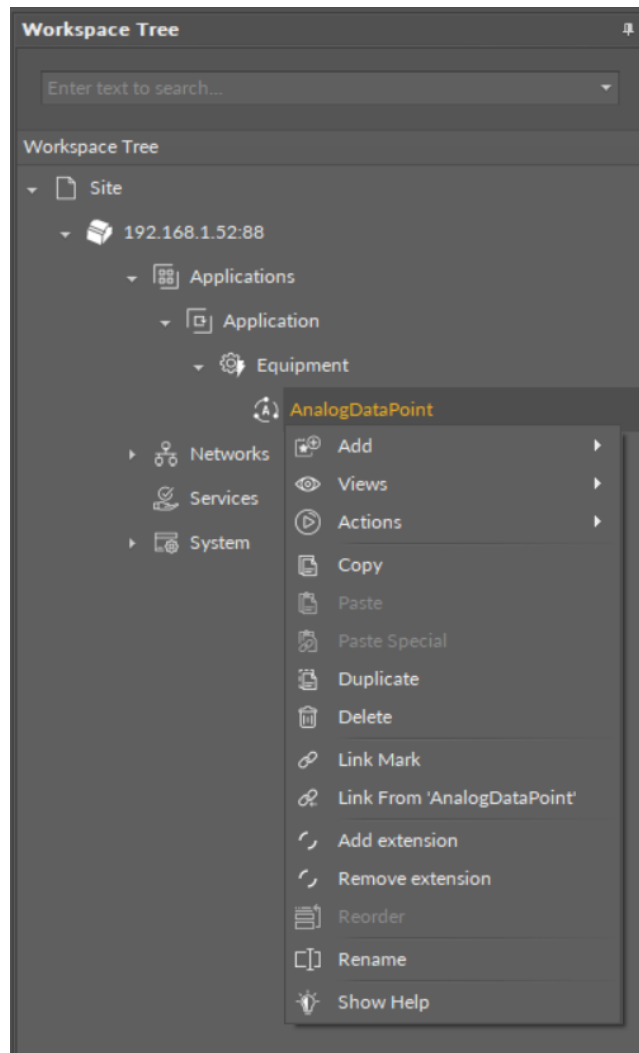 Workspace Tree
Enter text to search...
Workspace Tree
Site
192.168.1.52:88
Applications
Application
Equipment
AnalogDataPoint
Networks
Services
System
Add
Views
Actions
Copy
Paste
Paste Special
Duplicate
Delete
Link Mark
Link From 'AnalogDataPoint'
Add extension
Remove extension
Reorder
Rename
Show Help